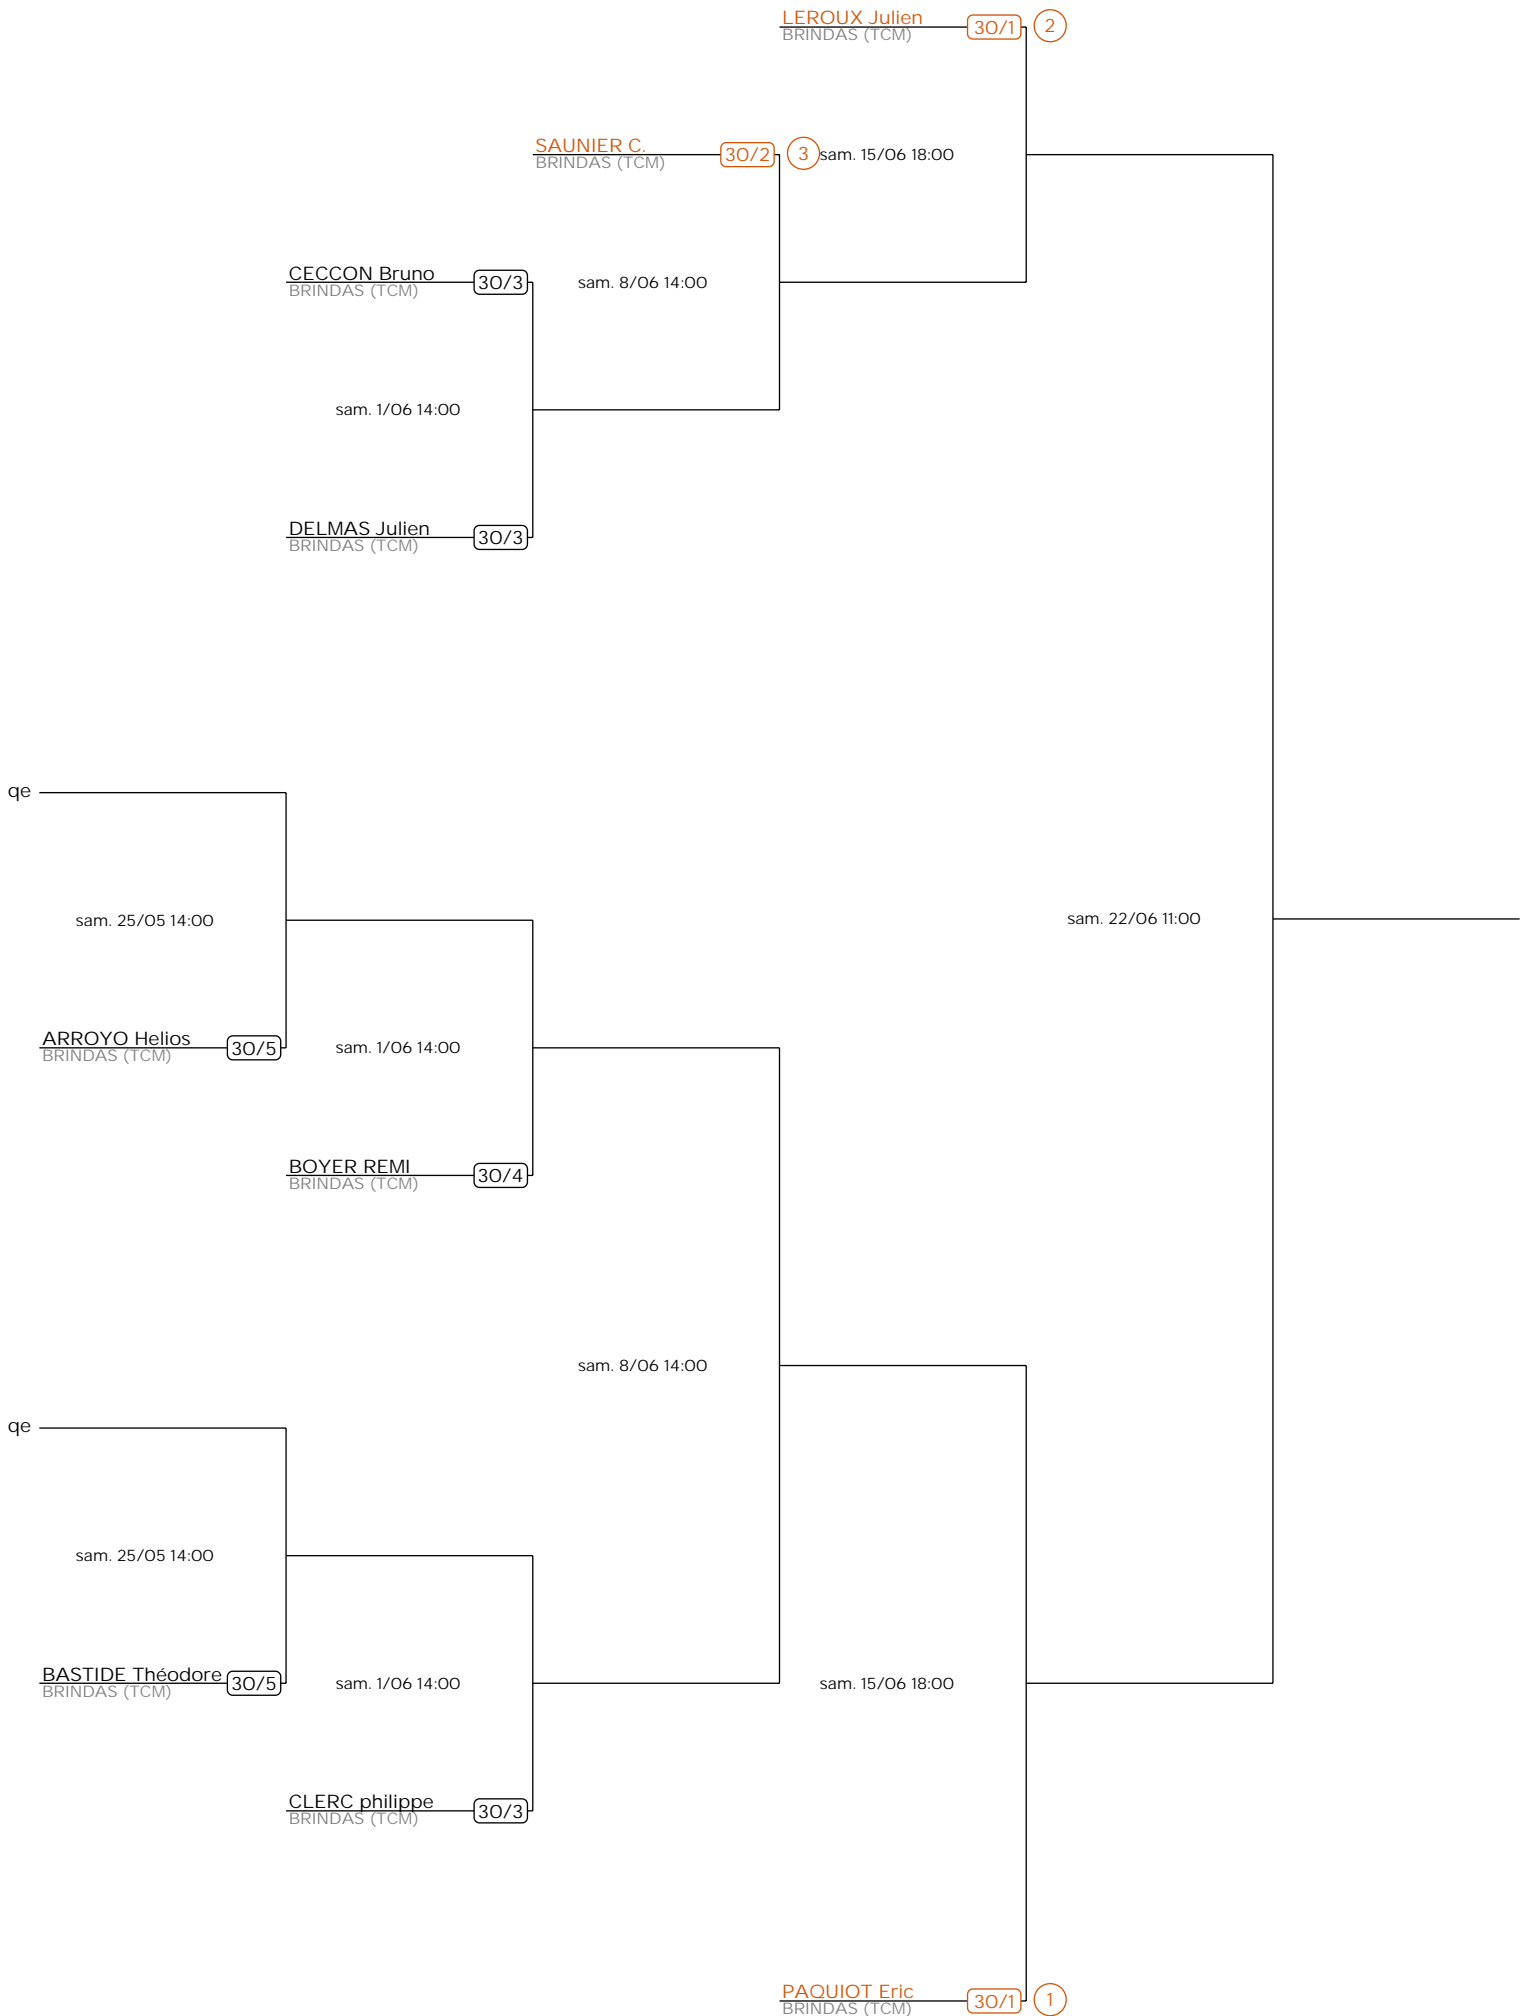 LEROUX Julien
BRINDAS (TCM)
30/1
2
SAUNIER C.
BRINDAS (TCM)
30/2
3
sam. 15/06 18:00
CECCON Bruno
BRINDAS (TCM)
30/3
sam. 8/06 14:00
sam. 1/06 14:00
DELMAS Julien
BRINDAS (TCM)
30/3
qe
sam. 25/05 14:00
sam. 22/06 11:00
ARROYO Helios
BRINDAS (TCM)
30/5
sam. 1/06 14:00
BOYER REMI
BRINDAS (TCM)
30/4
sam. 8/06 14:00
qe
sam. 25/05 14:00
BASTIDE Théodore
BRINDAS (TCM)
30/5
sam. 1/06 14:00
sam. 15/06 18:00
CLERC philippe
BRINDAS (TCM)
30/3
PAQUIOT Eric
BRINDAS (TCM)
30/1
1